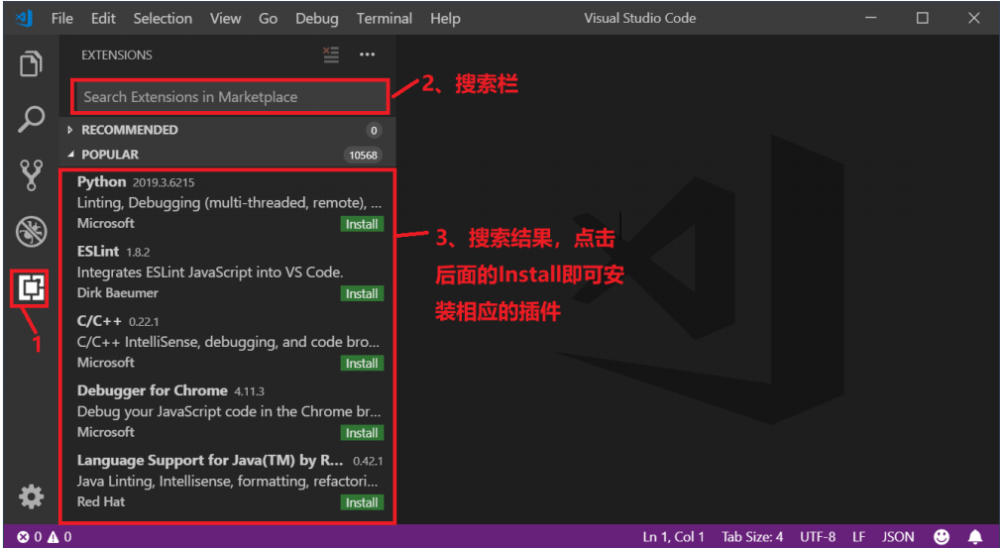 File Edit Selection View Go Debug Terminal Help Visual Studio Code
EXTENSIONS
Search Extensions in Marketplace
2、搜索栏
RECOMMENDED 0
POPULAR 10568
Python 2019.3.6215
Linting, Debugging (multi-threaded, remote), ...
Microsoft Install
ESLint 1.8.2
Integrates ESLint JavaScript into VS Code.
Dirk Baeumer Install
C/C++ 0.22.1
C/C++ IntelliSense, debugging, and code bro...
Microsoft Install
Debugger for Chrome 4.11.3
Debug your JavaScript code in the Chrome br...
Microsoft Install
Language Support for Java(TM) by R... 0.42.1
Java Linting, Intellisense, formatting, refactori...
Red Hat Install
1
3、搜索结果，点击
后面的Install即可安
装相应的插件
0 0 Ln 1, Col 1 Tab Size: 4 UTF-8 LF JSON